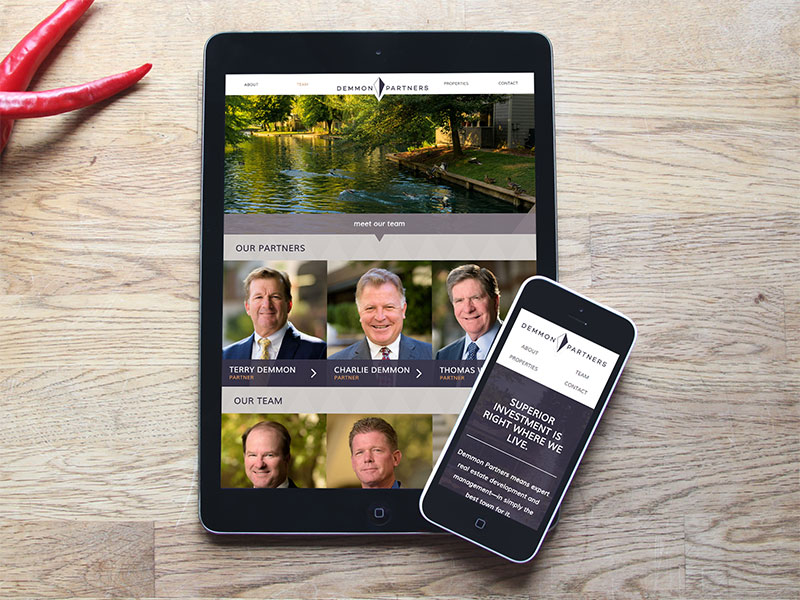 ABOUT TEAM DEMMON PARTNERS PROPERTIES CONTACT
meet our team
OUR PARTNERS
TERRY DEMMON
PARTNER
CHARLIE DEMMON
PARTNER
THOMAS
PARTNER
OUR TEAM
DEMMON PARTNERS
ABOUT TEAM
PROPERTIES CONTACT
SUPERIOR
INVESTMENT IS
RIGHT WHERE WE
LIVE.
Demmon Partners means expert
real estate development and
management—in simply the
best town for it.